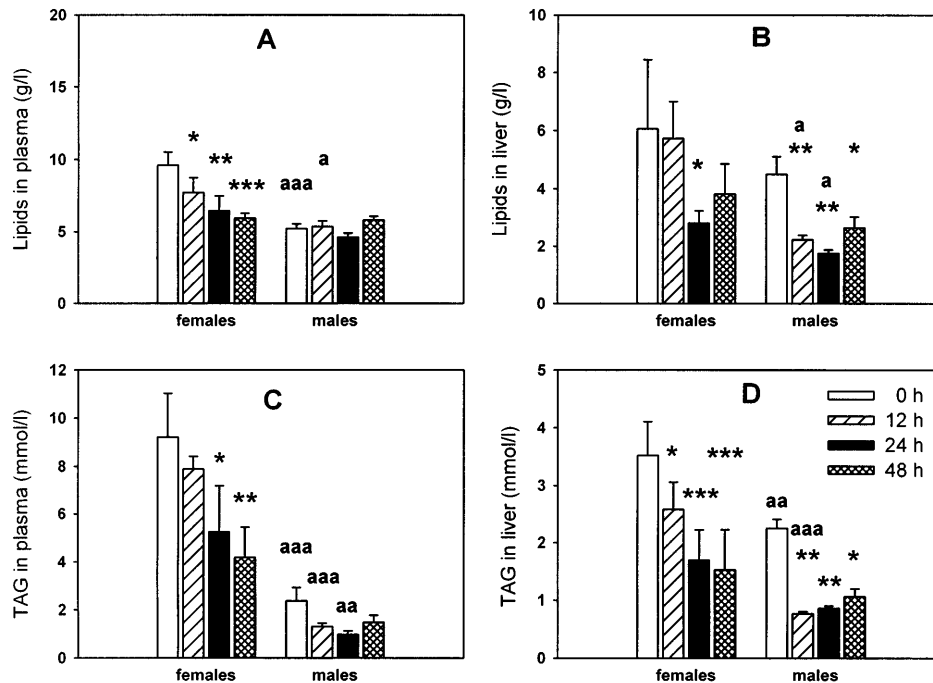 A
Lipids in plasma (g/l)
20
15
10
5
0
*
**
***
aaa
a
females
males
B
Lipids in liver (g/l)
10
8
6
4
2
0
*
a
**
a
**
*
females
males
C
TAG in plasma (mmol/l)
12
10
8
6
4
2
0
*
**
aaa
aaa
aa
females
males
D
TAG in liver (mmol/l)
5
4
3
2
1
0
0 h
12 h
24 h
48 h
*
***
***
aa
aaa
**
**
*
females
males